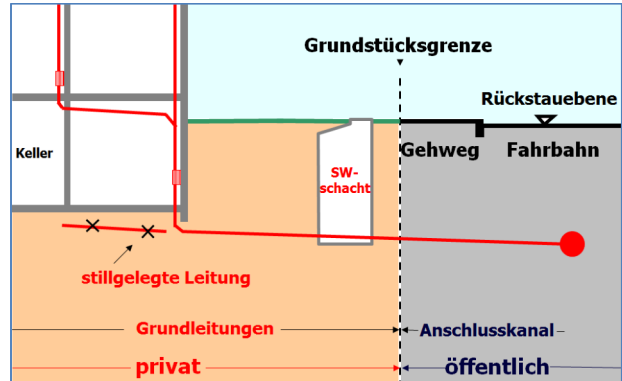 Grundstücksgrenze
Rückstauebene
Keller
SW-
schacht
Gehweg
Fahrbahn
stillgelegte Leitung
Grundleitungen
Anschlusskanal
privat
öffentlich